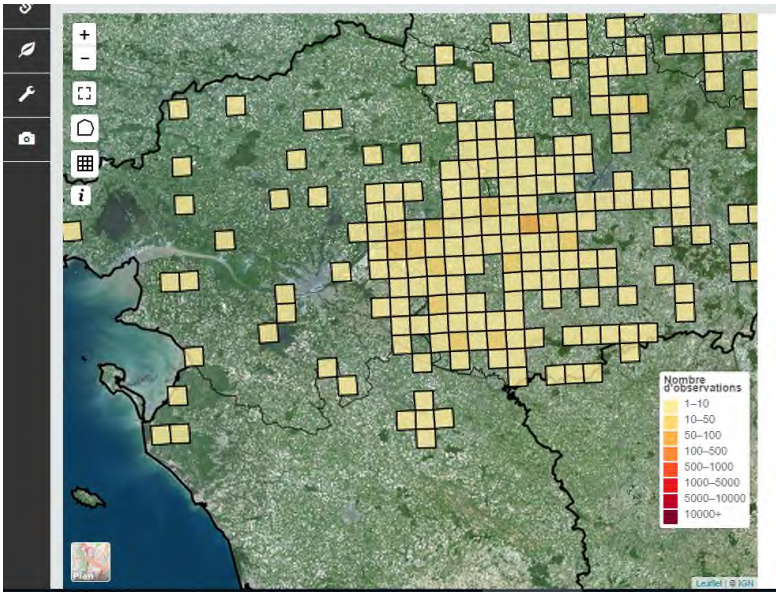 +
−
i
Nombre
d'observations
1–10
10–50
50–100
100–500
500–1000
1000–5000
5000–10000
10000+
Plan
Leaflet | © IGN